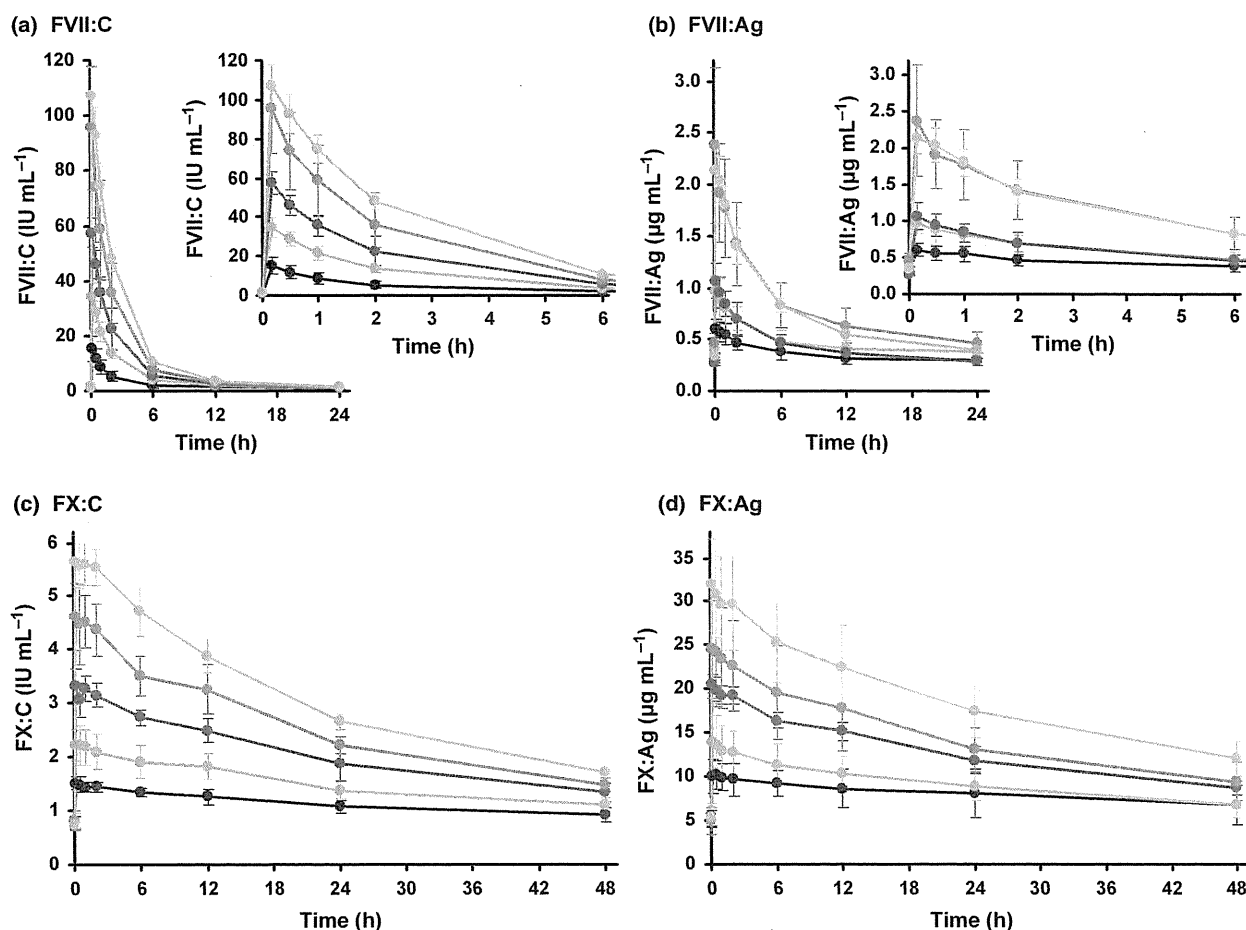 (a) FVII:C
FVII:C (IU mL⁻¹)
120
100
80
60
40
20
0
0 6 12 18 24
Time (h)
FVII:C (IU mL⁻¹)
120
100
80
60
40
20
0
0 1 2 3 4 5 6
Time (h)
(b) FVII:Ag
FVII:Ag (µg mL⁻¹)
3.0
2.5
2.0
1.5
1.0
0.5
0.0
0 6 12 18 24
Time (h)
FVII:Ag (µg mL⁻¹)
3.0
2.5
2.0
1.5
1.0
0.5
0.0
0 1 2 3 4 5 6
Time (h)
(c) FX:C
FX:C (IU mL⁻¹)
6
5
4
3
2
1
0
0 6 12 18 24 30 36 42 48
Time (h)
(d) FX:Ag
FX:Ag (µg mL⁻¹)
35
30
25
20
15
10
5
0
0 6 12 18 24 30 36 42 48
Time (h)